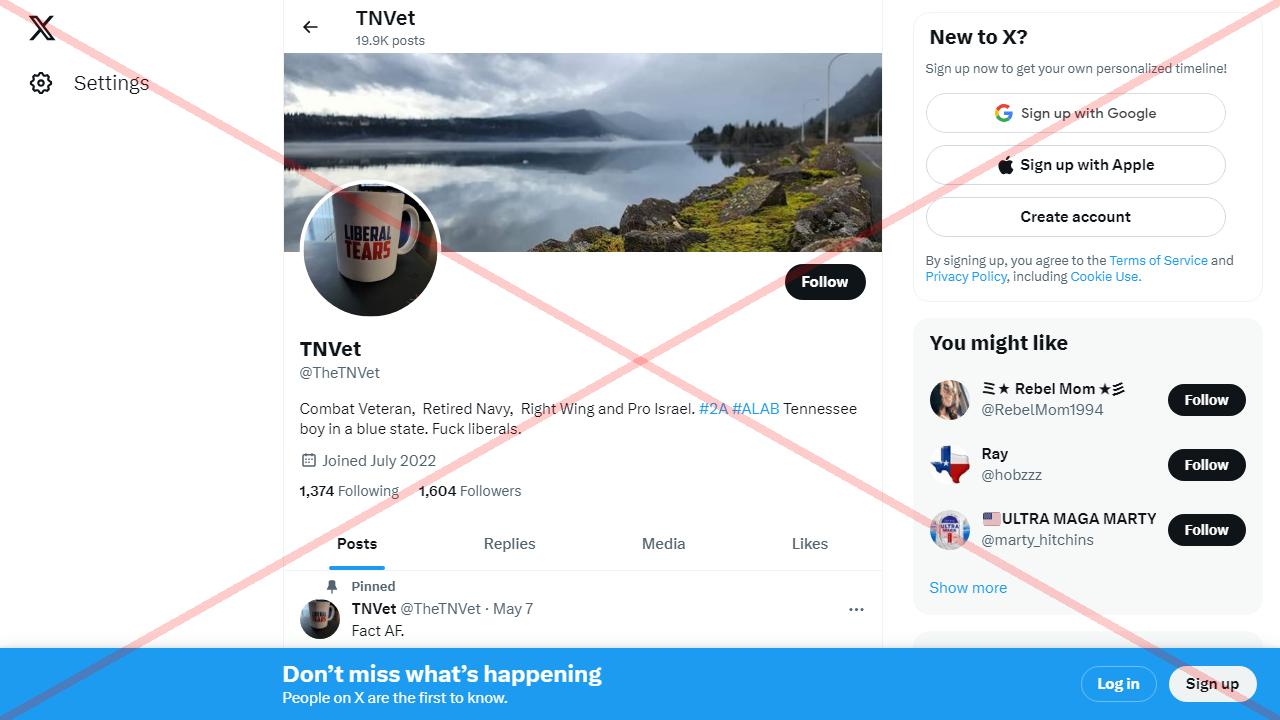 Settings
TNVet
19.9K posts
LIBERAL
TEARS
Follow
TNVet
@TheTNVet
Combat Veteran, Retired Navy, Right Wing and Pro Israel. #2A #ALAB Tennessee
boy in a blue state. Fuck liberals.
Joined July 2022
1,374 Following 1,604 Followers
Posts Replies Media Likes
Pinned
TNVet @TheTNVet · May 7
Fact AF.
New to X?
Sign up now to get your own personalized timeline!
Sign up with Google
Sign up with Apple
Create account
By signing up, you agree to the Terms of Service and
Privacy Policy, including Cookie Use.
You might like
ミ★ Rebel Mom ★彡
@RebelMom1994
Follow
Ray
@hobzzz
Follow
🇺🇸ULTRA MAGA MARTY
@marty_hitchins
Follow
Show more
Don’t miss what’s happening
People on X are the first to know.
Log in
Sign up